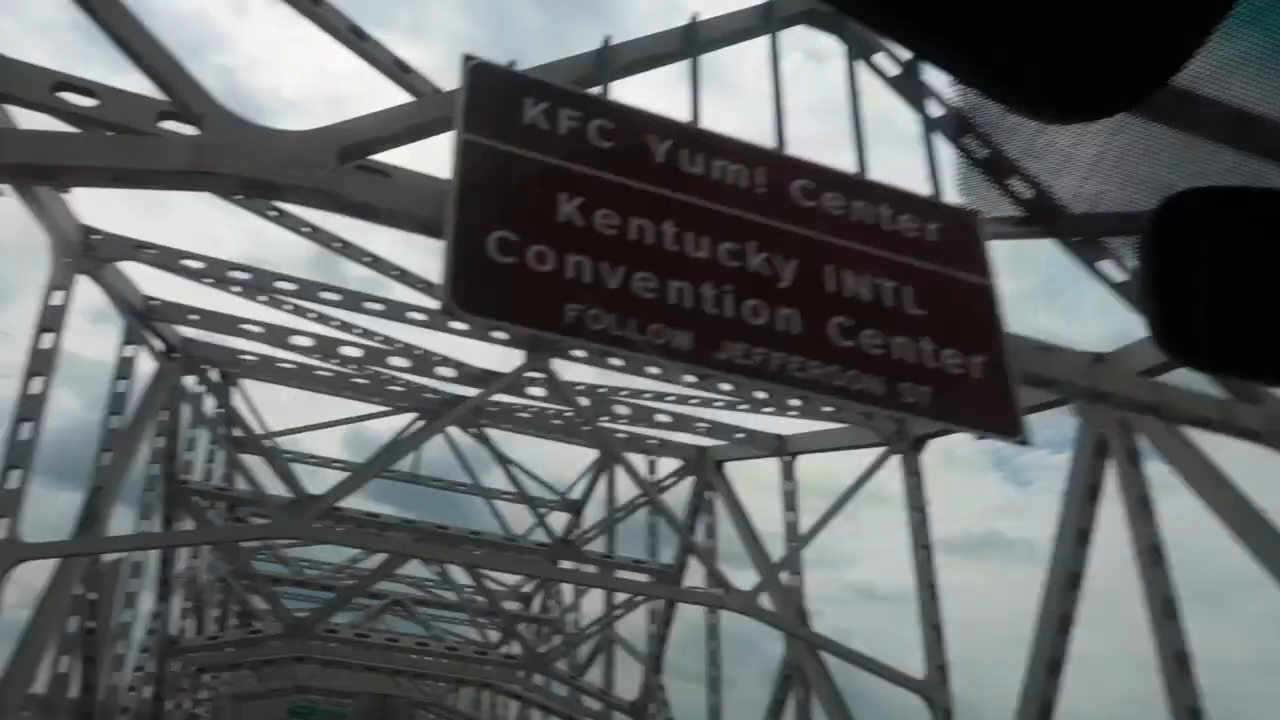 KFC Yum! Center
Kentucky INTL
Convention Center
FOLLOW JEFFERSON ST